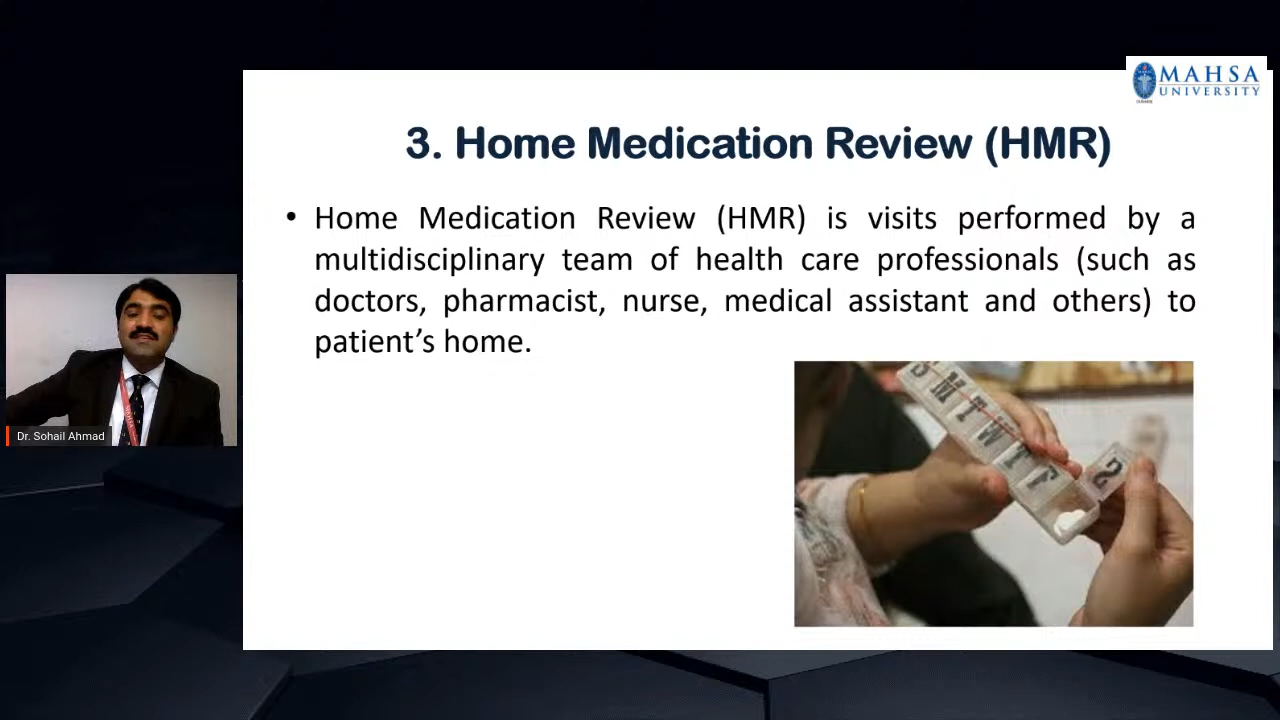 MAHSA
UNIVERSITY
3. Home Medication Review (HMR)
• Home Medication Review (HMR) is visits performed by a
multidisciplinary team of health care professionals (such as
doctors, pharmacist, nurse, medical assistant and others) to
patient’s home.
S M T W T F
S
Dr. Sohail Ahmad